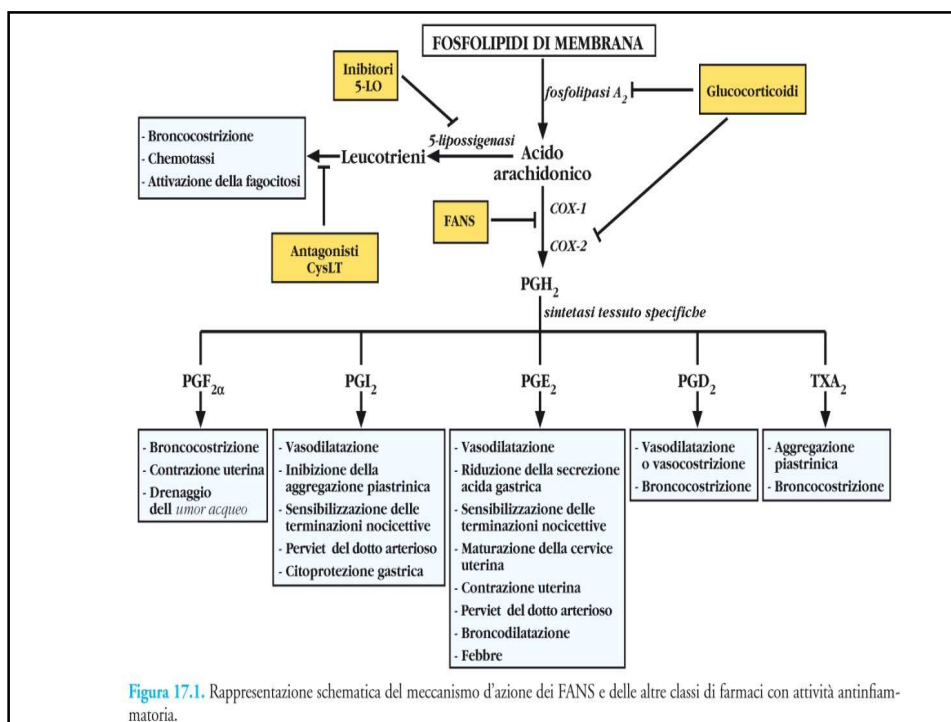 FOSFOLIPIDI DI MEMBRANA
Inibitori
5-LO
fosfolipasi A₂
Glucocorticoidi
5-lipossigenasi
- Broncocostrizione
- Chemotassi
- Attivazione della fagocitosi
Leucotrieni
Acido
arachidonico
FANS
COX-1
COX-2
Antagonisti
CysLT
PGH₂
sintetasi tessuto specifiche
PGF₂α
PGI₂
PGE₂
PGD₂
TXA₂
- Broncocostrizione
- Contrazione uterina
- Drenaggio
dell umor acqueo
- Vasodilatazione
- Inibizione della
aggregazione piastrinica
- Sensibilizzazione delle
terminazioni nocicettive
- Perviet del dotto arterioso
- Citoprotezione gastrica
- Vasodilatazione
- Riduzione della secrezione
acida gastrica
- Sensibilizzazione delle
terminazioni nocicettive
- Maturazione della cervice
uterina
- Contrazione uterina
- Perviet del dotto arterioso
- Broncodilatazione
- Febbre
- Vasodilatazione
o vasocostrizione
- Broncocostrizione
- Aggregazione
piastrinica
- Broncocostrizione
Figura 17.1. Rappresentazione schematica del meccanismo d'azione dei FANS e delle altre classi di farmaci con attività antinfiam-
matoria.